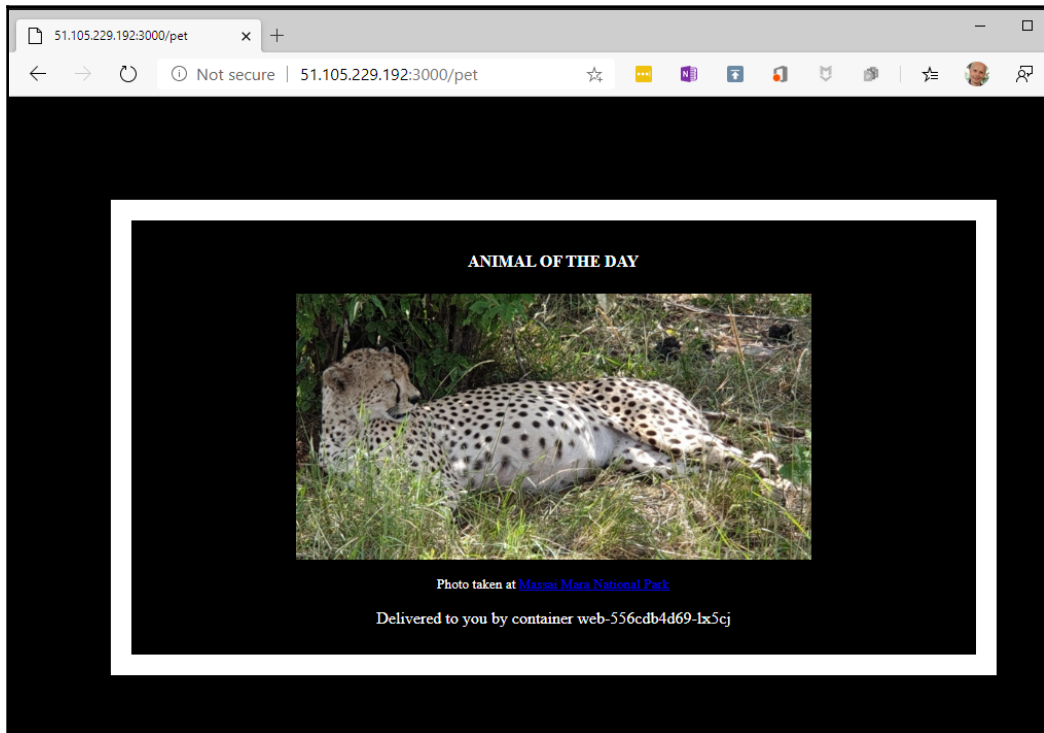 51.105.229.192:3000/pet
Not secure | 51.105.229.192:3000/pet
ANIMAL OF THE DAY
Photo taken at Massai Mara National Park
Delivered to you by container web-556cdb4d69-lx5cj